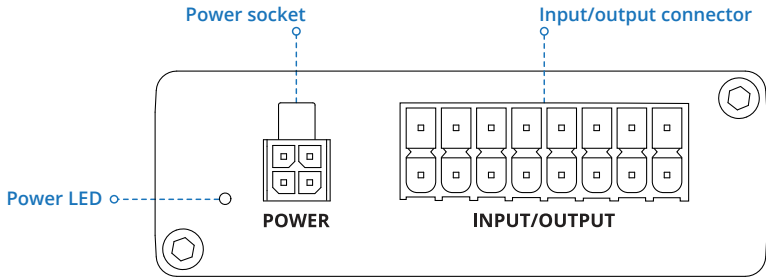 Power socket
Input/output connector
Power LED
POWER
INPUT/OUTPUT